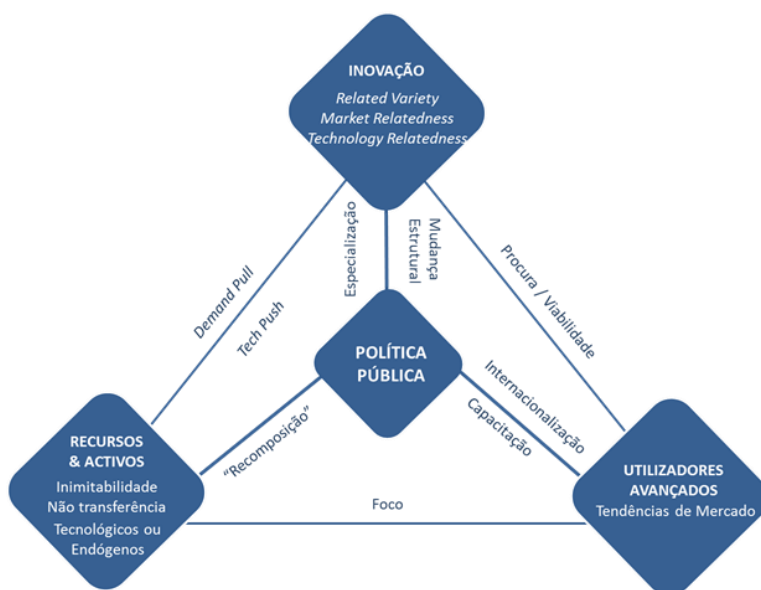 INOVAÇÃO
Related Variety
Market Relatedness
Technology Relatedness
Especialização
Mudança
Estrutural
Demand Pull
Tech Push
Procura / Viabilidade
POLÍTICA
PÚBLICA
"Recomposição"
Internacionalização
Capacitação
RECURSOS
& ACTIVOS
Inimitabilidade
Não transferência
Tecnológicos ou
Endógenos
Foco
UTILIZADORES
AVANÇADOS
Tendências de Mercado